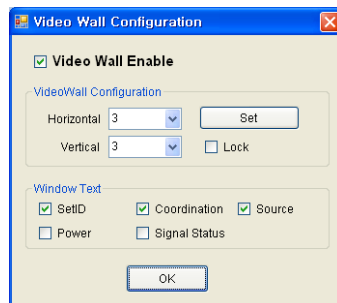 Video Wall Configuration
Video Wall Enable
VideoWall Configuration
Horizontal 3 Set
Vertical 3 Lock
Window Text
SetID Coordination Source
Power Signal Status
OK